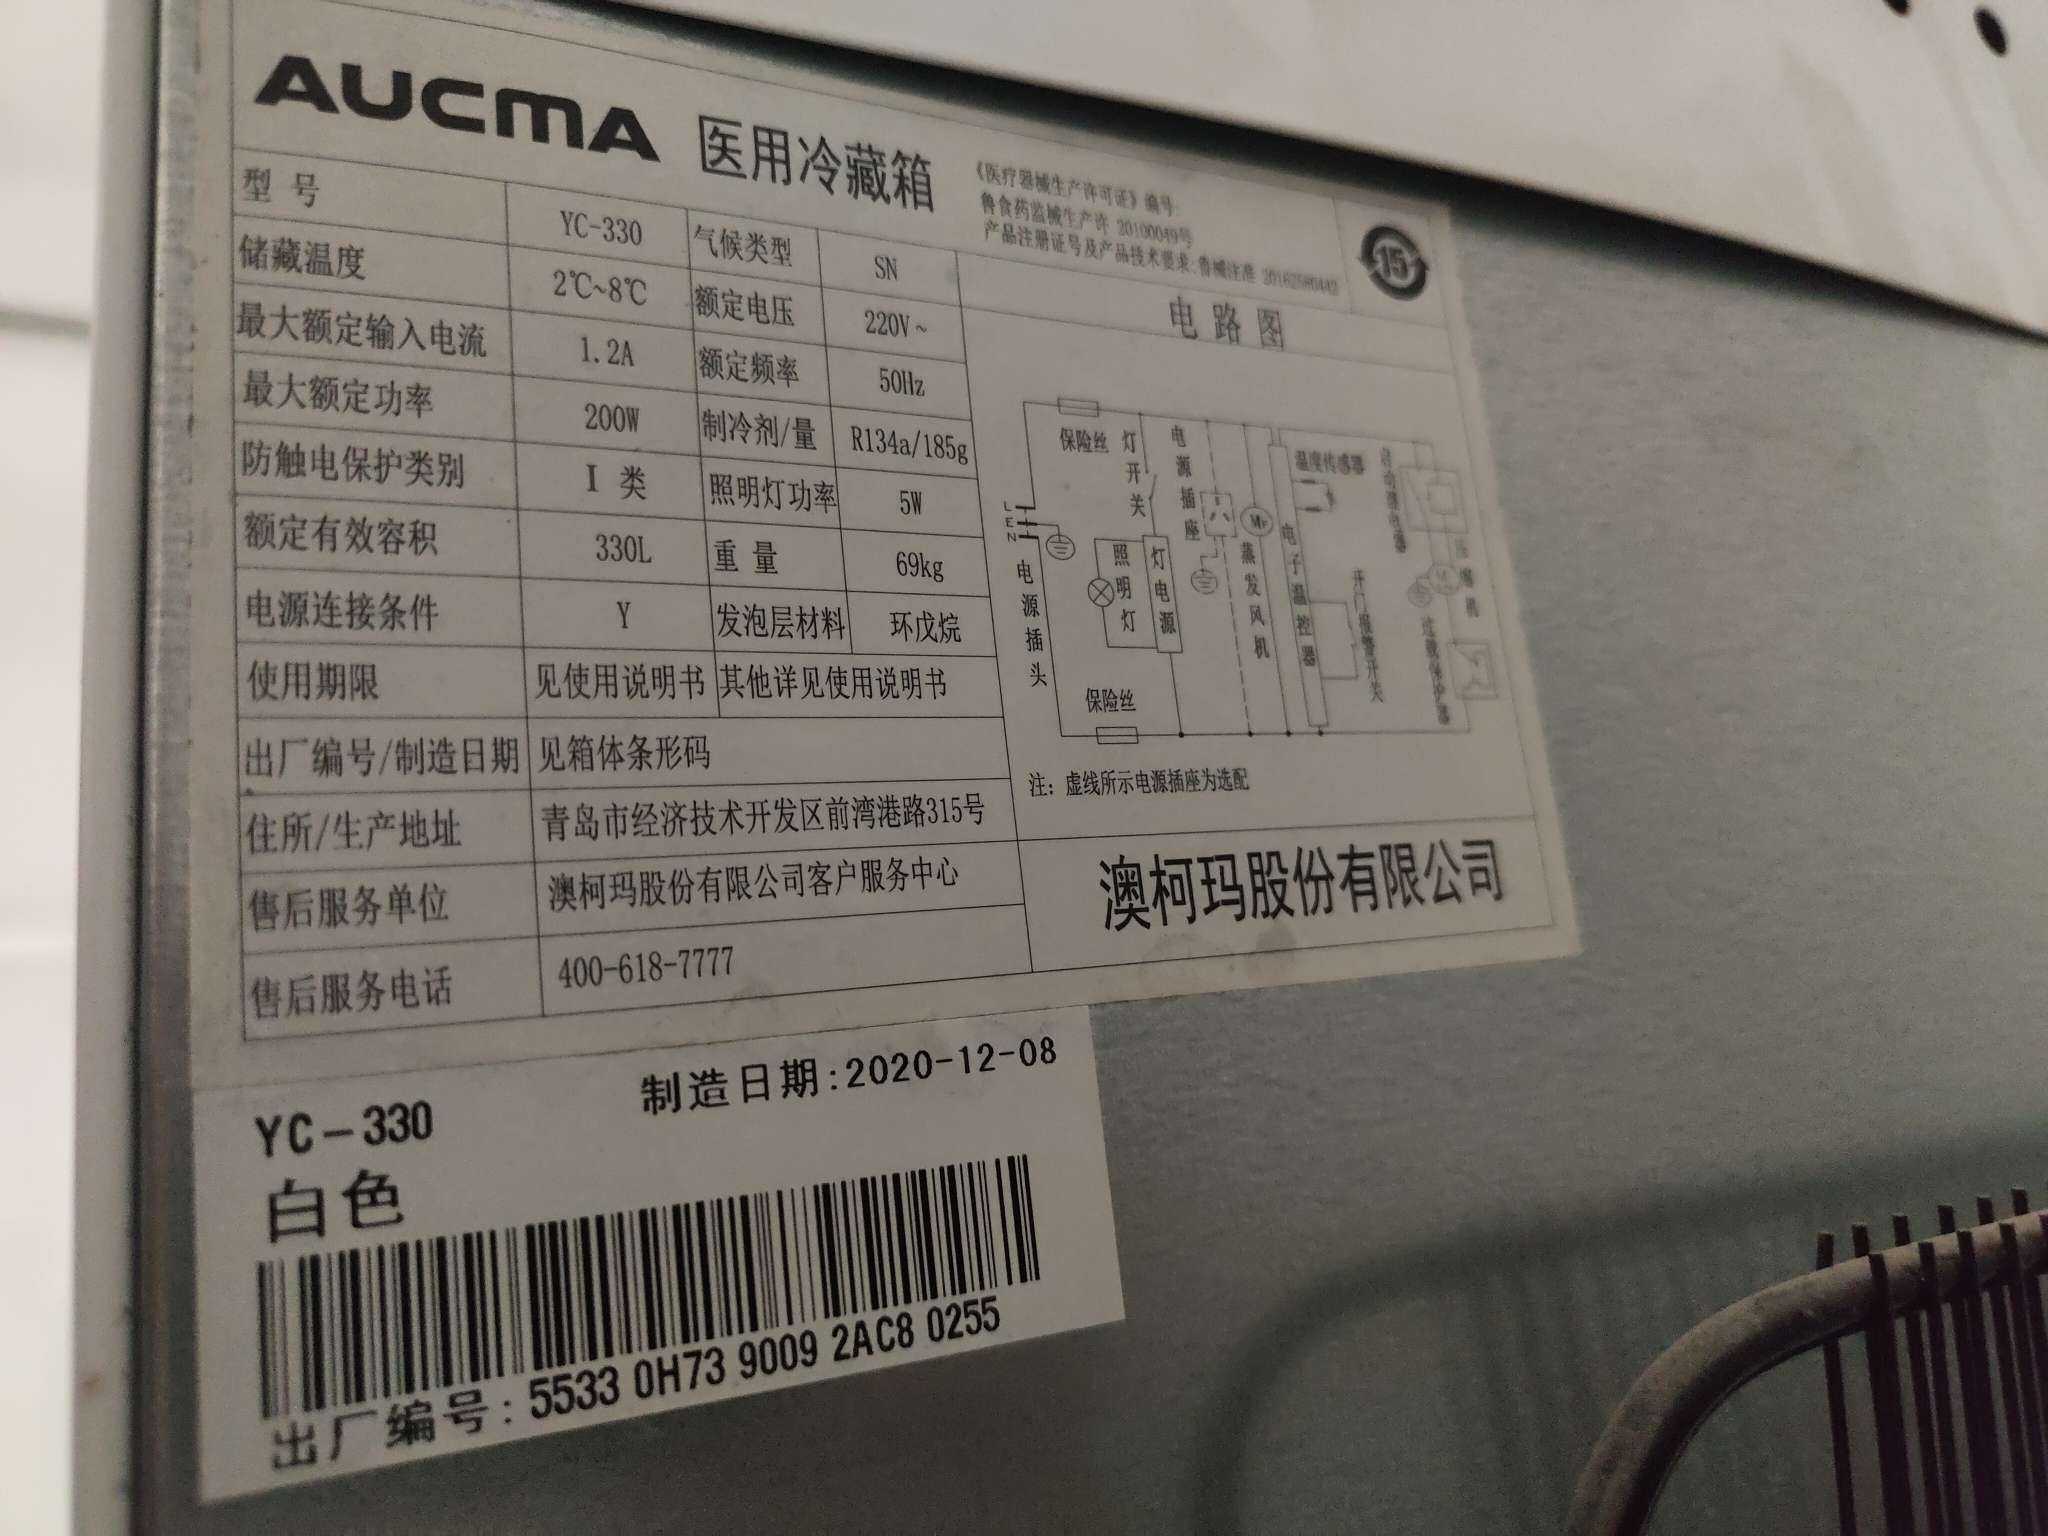 AUCMA 医用冷藏箱
《医疗器械生产许可证》编号:
鲁食药监械生产许 20100049号
产品注册证号及产品技术要求:鲁械注准 20162580442
15
型 号 YC-330 气候类型 SN
储藏温度 2℃~8℃ 额定电压 220V~
最大额定输入电流 1.2A 额定频率 50Hz
最大额定功率 200W 制冷剂/量 R134a/185g
防触电保护类别 I 类 照明灯功率 5W
额定有效容积 330L 重 量 69kg
电源连接条件 Y 发泡层材料 环戊烷
使用期限 见使用说明书 其他详见使用说明书
出厂编号/制造日期 见箱体条形码
住所/生产地址 青岛市经济技术开发区前湾港路315号
售后服务单位 澳柯玛股份有限公司客户服务中心
售后服务电话 400-618-7777
电 路 图
保险丝
灯开关
电源插座
温度传感器
L
E
N
电源插头
照明灯
灯电源
蒸发风机
电子温控器
开门报警开关
过载保护器
保险丝
注: 虚线所示电源插座为选配
澳柯玛股份有限公司
YC-330
制造日期:2020-12-08
白色
出厂编号: 5533 0H73 9009 2AC8 0255